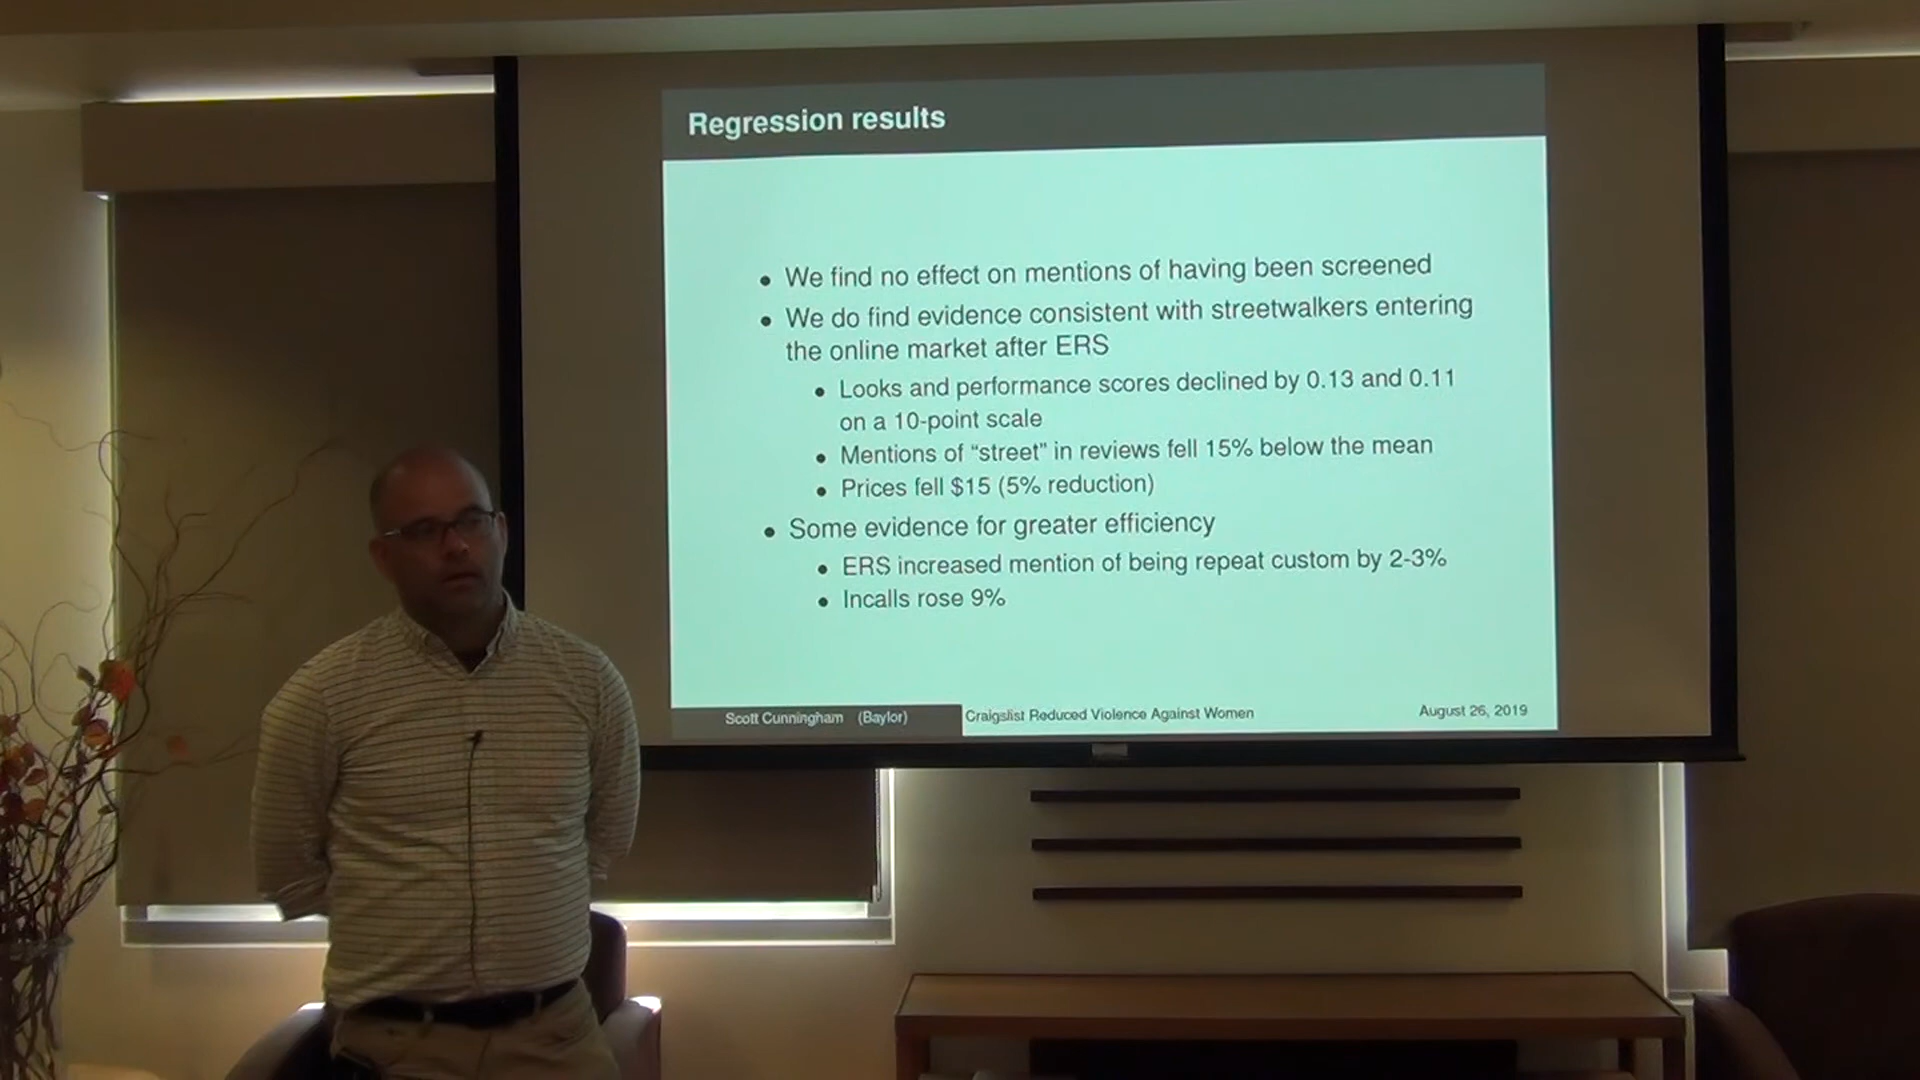 Regression results
• We find no effect on mentions of having been screened
• We do find evidence consistent with streetwalkers entering
the online market after ERS
• Looks and performance scores declined by 0.13 and 0.11
on a 10-point scale
• Mentions of “street” in reviews fell 15% below the mean
• Prices fell $15 (5% reduction)
• Some evidence for greater efficiency
• ERS increased mention of being repeat custom by 2-3%
• Incalls rose 9%
Scott Cunningham (Baylor)
Craigslist Reduced Violence Against Women
August 26, 2019